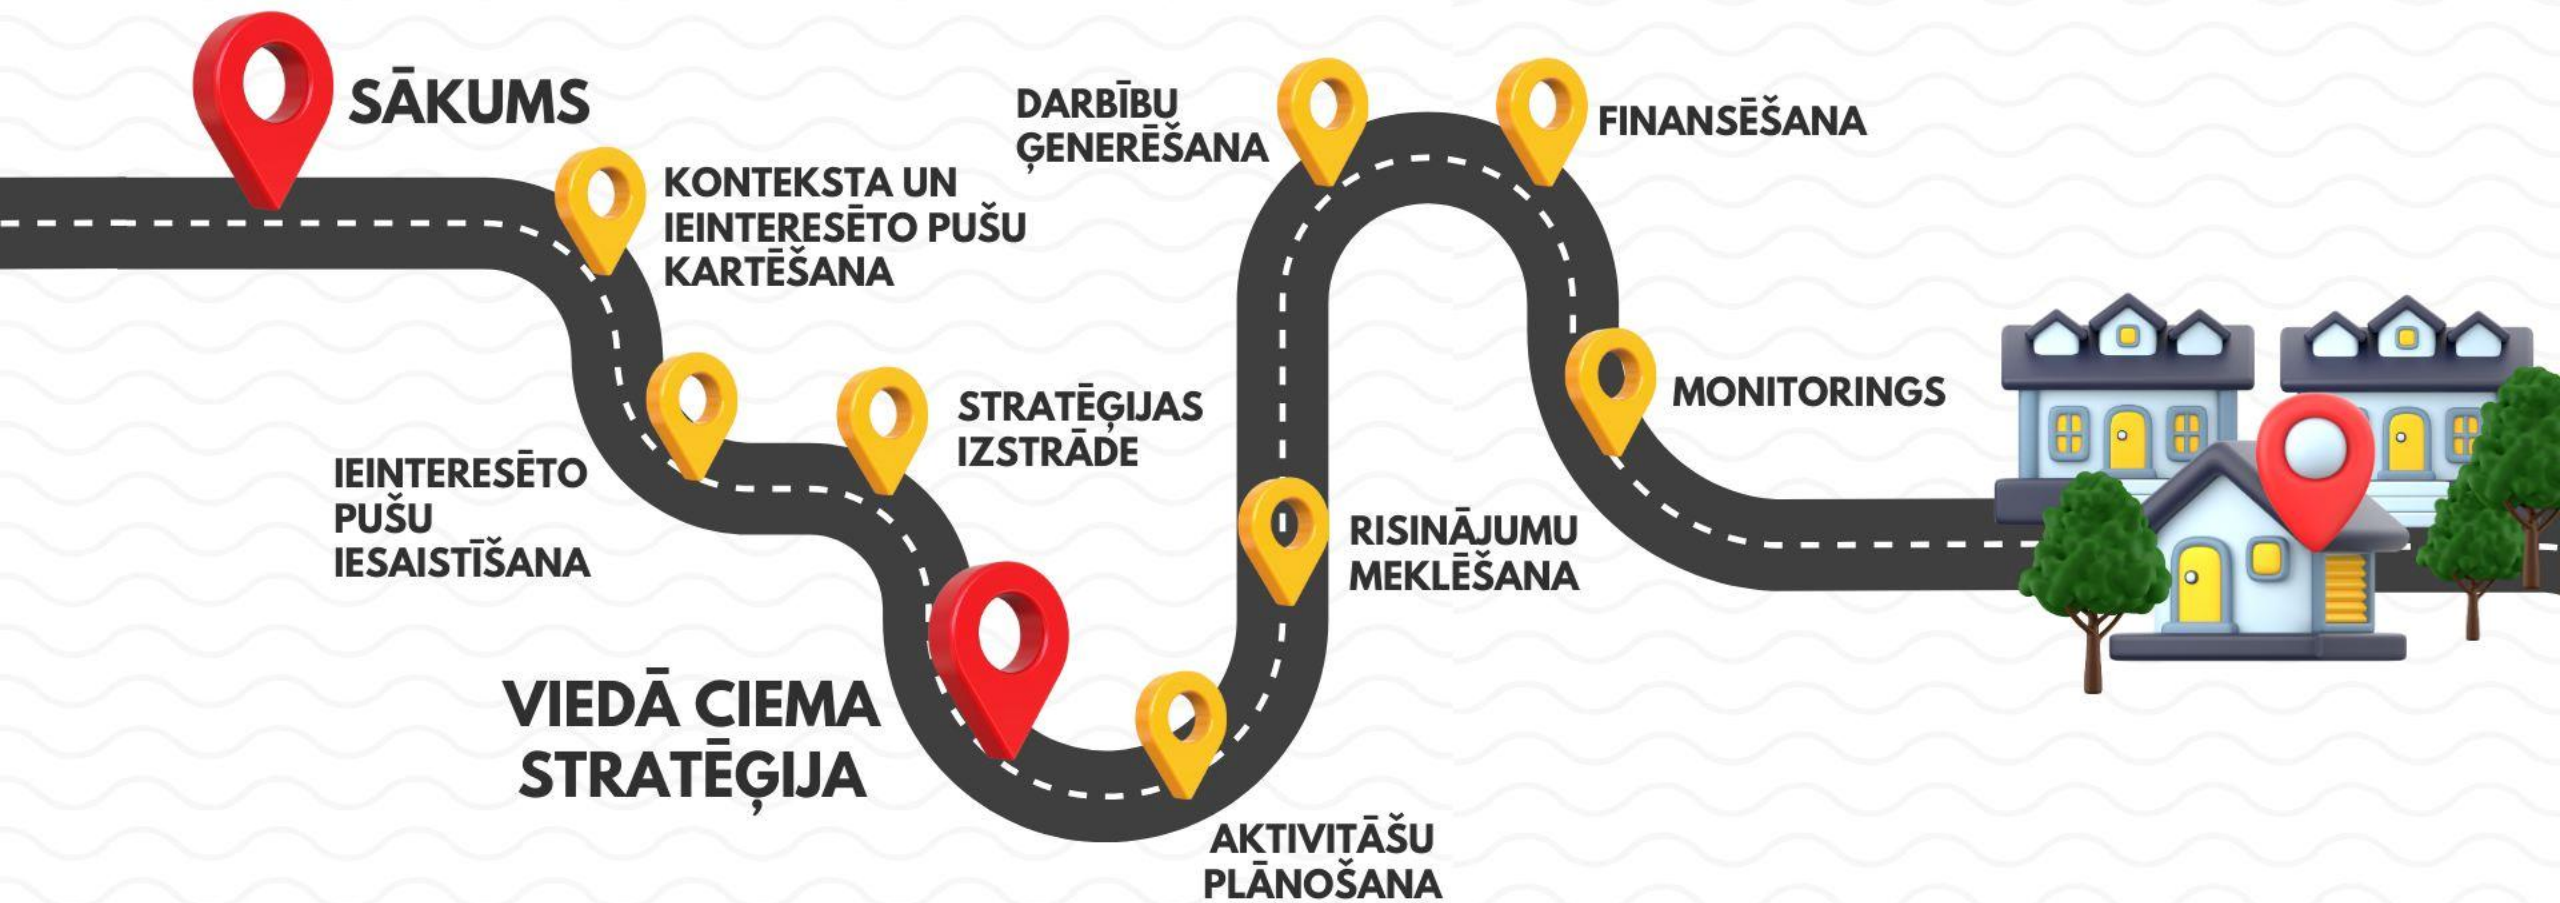 SĀKUMS
KONTEKSTA UN
IEINTERESĒTO PUŠU
KARTĒŠANA
IEINTERESĒTO
PUŠU
IESAISTĪŠANA
STRATĒĢIJAS
IZSTRĀDE
VIEDĀ CIEMA
STRATĒĢIJA
AKTIVITĀŠU
PLĀNOŠANA
RISINĀJUMU
MEKLĒŠANA
DARBĪBU
ĢENERĒŠANA
FINANSĒŠANA
MONITORINGS